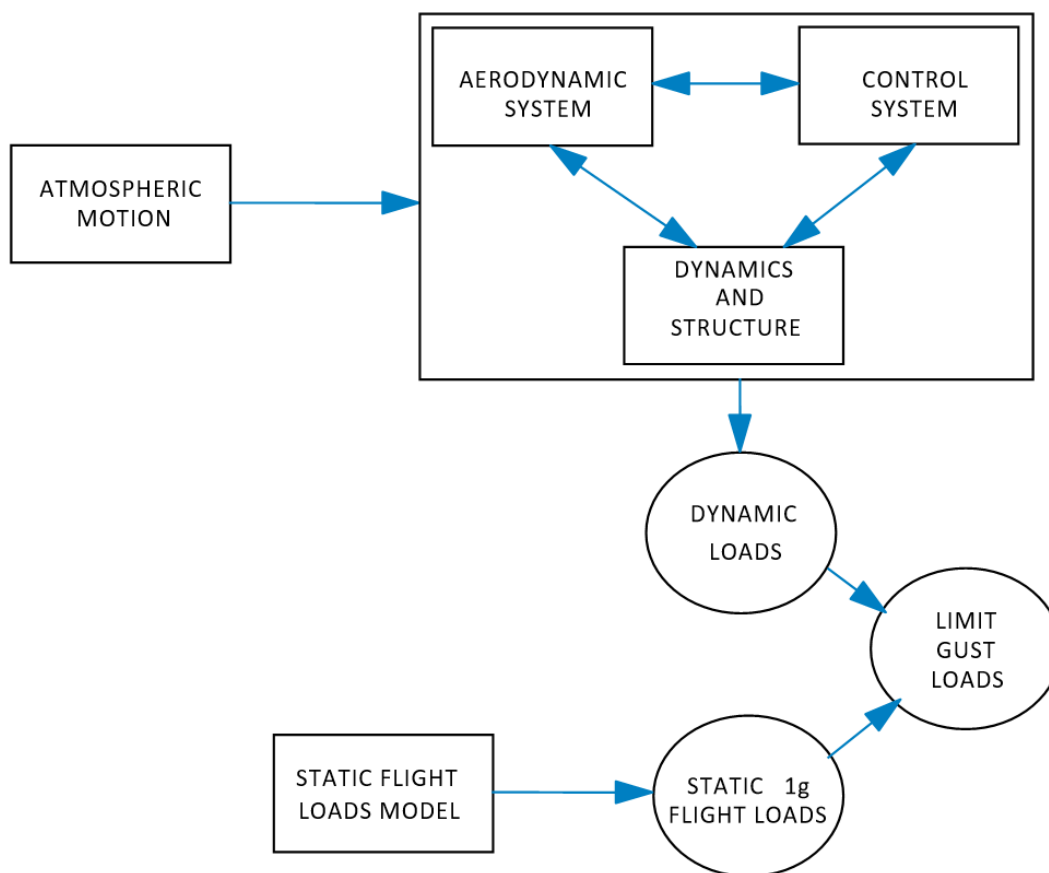 AERODYNAMIC
SYSTEM
CONTROL
SYSTEM
ATMOSPHERIC
MOTION
DYNAMICS
AND
STRUCTURE
DYNAMIC
LOADS
LIMIT
GUST
LOADS
STATIC FLIGHT
LOADS MODEL
STATIC 1g
FLIGHT LOADS